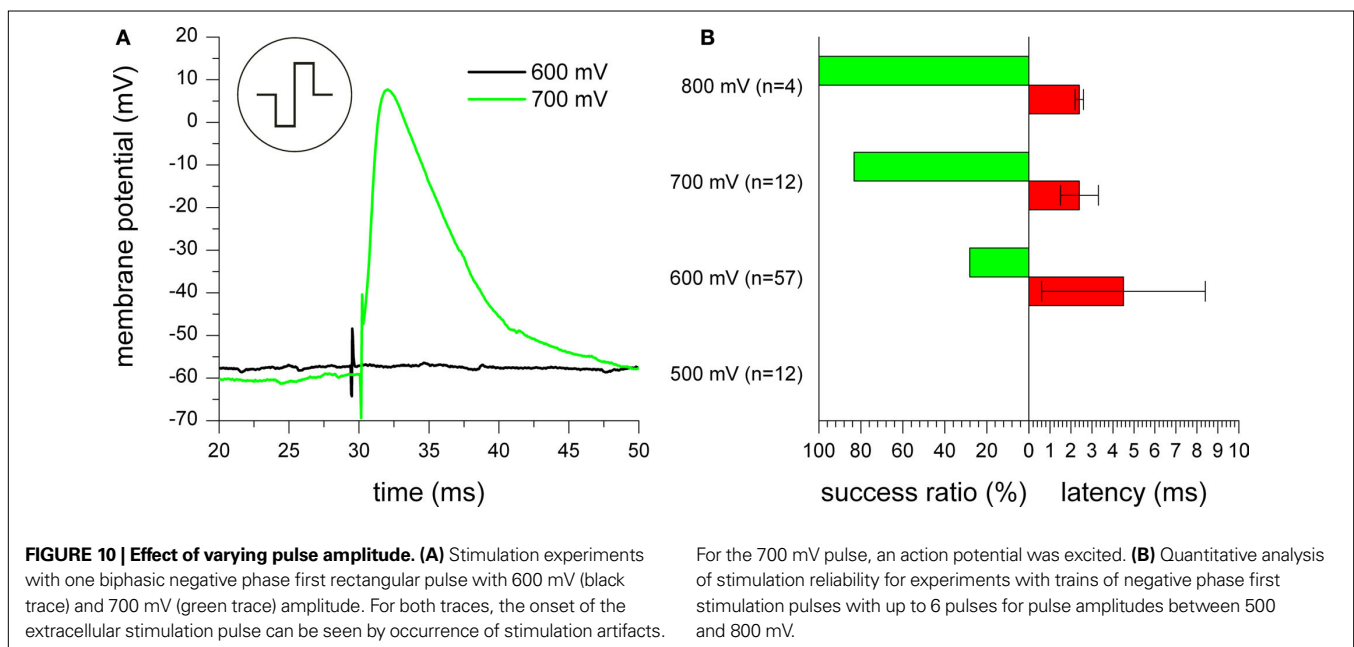 A
20
10
0
-10
-20
-30
-40
-50
-60
-70
membrane potential (mV)
600 mV
700 mV
20 25 30 35 40 45 50
time (ms)
B
800 mV (n=4)
700 mV (n=12)
600 mV (n=57)
500 mV (n=12)
100 80 60 40 20 0 1 2 3 4 5 6 7 8 9 10
success ratio (%) latency (ms)
FIGURE 10 | Effect of varying pulse amplitude. (A) Stimulation experiments
with one biphasic negative phase first rectangular pulse with 600 mV (black
trace) and 700 mV (green trace) amplitude. For both traces, the onset of the
extracellular stimulation pulse can be seen by occurrence of stimulation artifacts.
For the 700 mV pulse, an action potential was excited. (B) Quantitative analysis
of stimulation reliability for experiments with trains of negative phase first
stimulation pulses with up to 6 pulses for pulse amplitudes between 500
and 800 mV.